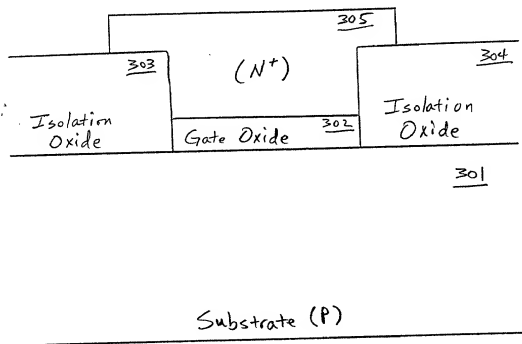 305
303
(N+)
304
Isolation
Oxide
Gate Oxide
302
Isolation
Oxide
301
Substrate (P)